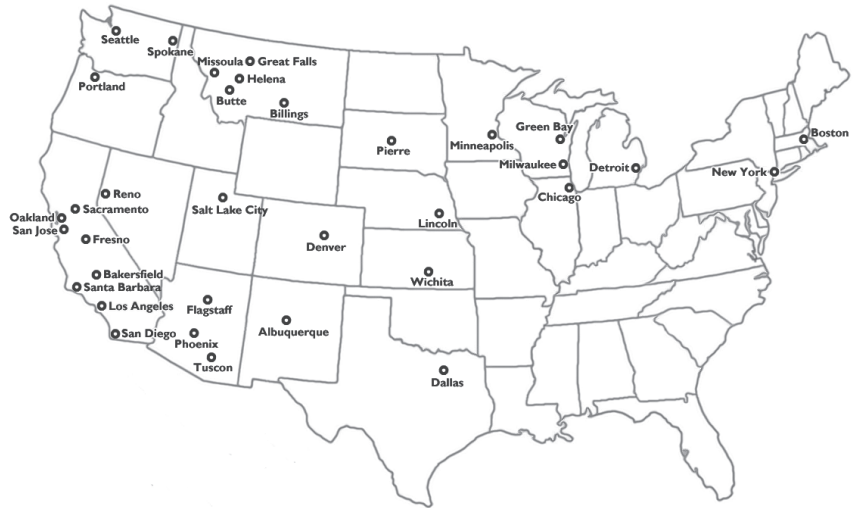 Seattle
Spokane
Portland
Missoula
Great Falls
Helena
Butte
Billings
Pierre
Minneapolis
Green Bay
Milwaukee
Chicago
Detroit
Boston
New York
Reno
Sacramento
Oakland
San Jose
Fresno
Salt Lake City
Denver
Lincoln
Wichita
Bakersfield
Santa Barbara
Los Angeles
San Diego
Flagstaff
Phoenix
Tuscon
Albuquerque
Dallas